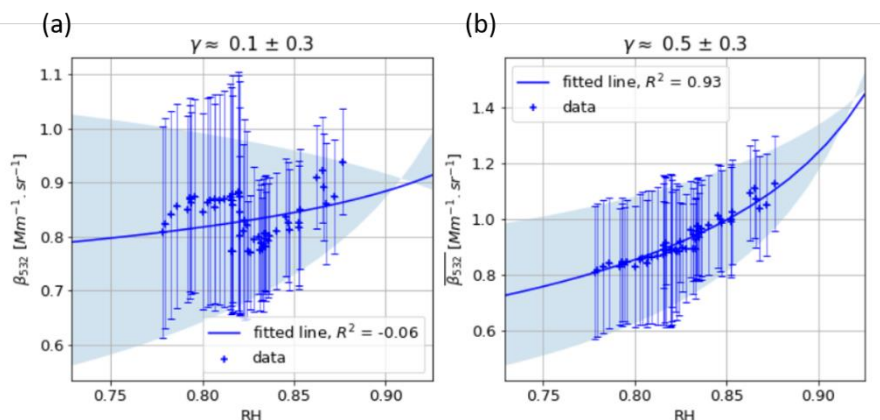 (a)
γ ≈ 0.1 ± 0.3
1.1
1.0
0.9
0.8
0.7
0.6
β532 [Mm⁻¹.sr⁻¹]
fitted line, R² = -0.06
data
0.75 0.80 0.85 0.90
RH
(b)
γ ≈ 0.5 ± 0.3
fitted line, R² = 0.93
data
1.4
1.2
1.0
0.8
0.6
β532 [Mm⁻¹.sr⁻¹]
0.75 0.80 0.85 0.90
RH